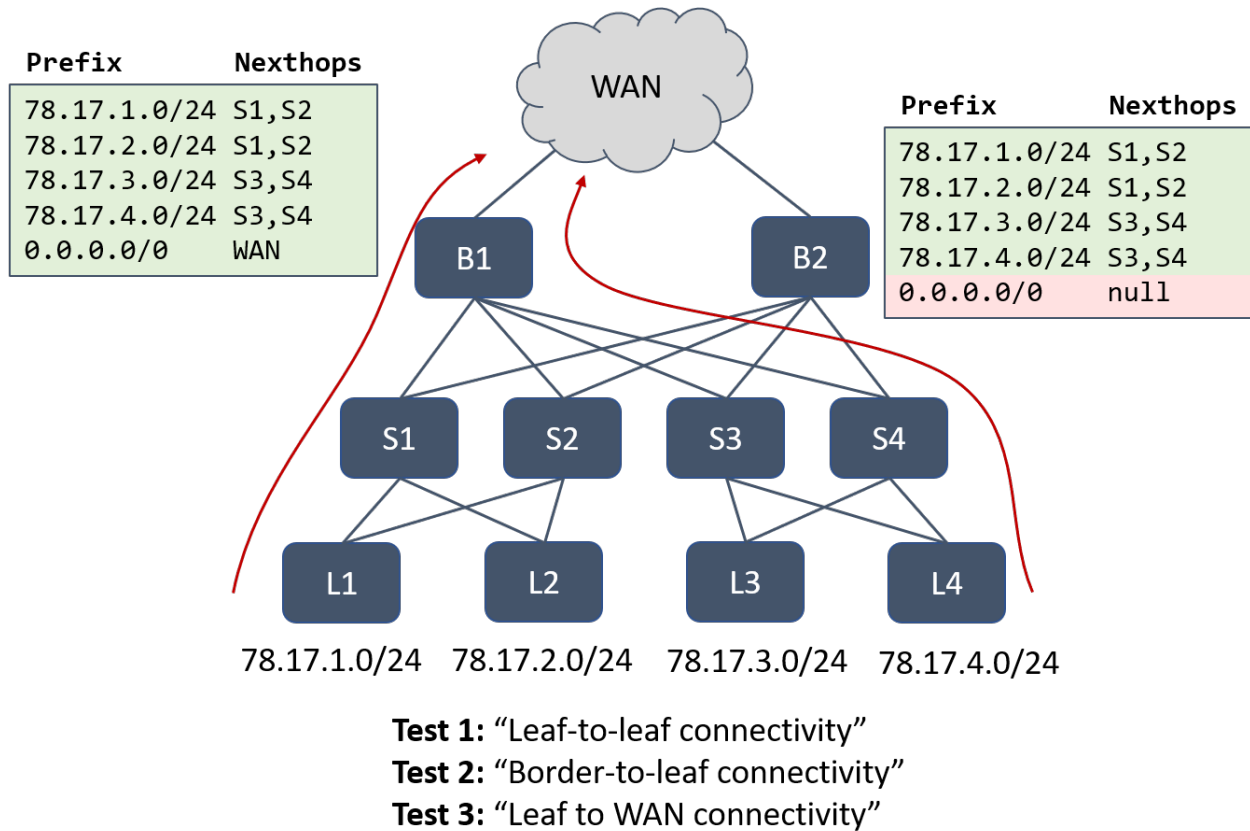 Prefix Nexthops
78.17.1.0/24 S1,S2
78.17.2.0/24 S1,S2
78.17.3.0/24 S3,S4
78.17.4.0/24 S3,S4
0.0.0.0/0 WAN
WAN
Prefix Nexthops
78.17.1.0/24 S1,S2
78.17.2.0/24 S1,S2
78.17.3.0/24 S3,S4
78.17.4.0/24 S3,S4
0.0.0.0/0 null
B1 B2
S1 S2 S3 S4
L1 L2 L3 L4
78.17.1.0/24 78.17.2.0/24 78.17.3.0/24 78.17.4.0/24
Test 1: “Leaf-to-leaf connectivity”
Test 2: “Border-to-leaf connectivity”
Test 3: “Leaf to WAN connectivity”